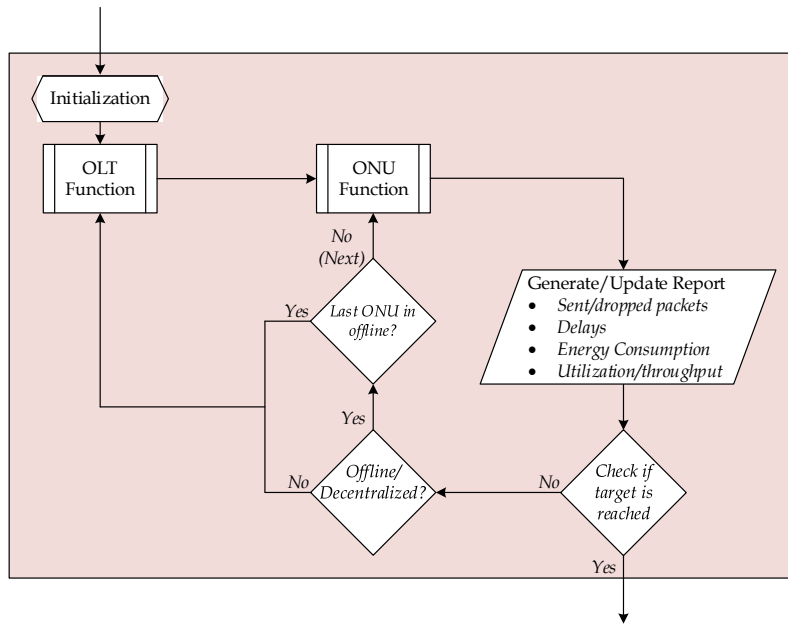 Initialization
OLT
Function
ONU
Function
No
(Next)
Generate/Update Report
• Sent/dropped packets
• Delays
• Energy Consumption
• Utilization/throughput
Yes
Last ONU in
offline?
Yes
No
Offline/
Decentralized?
No
Check if
target is
reached
Yes